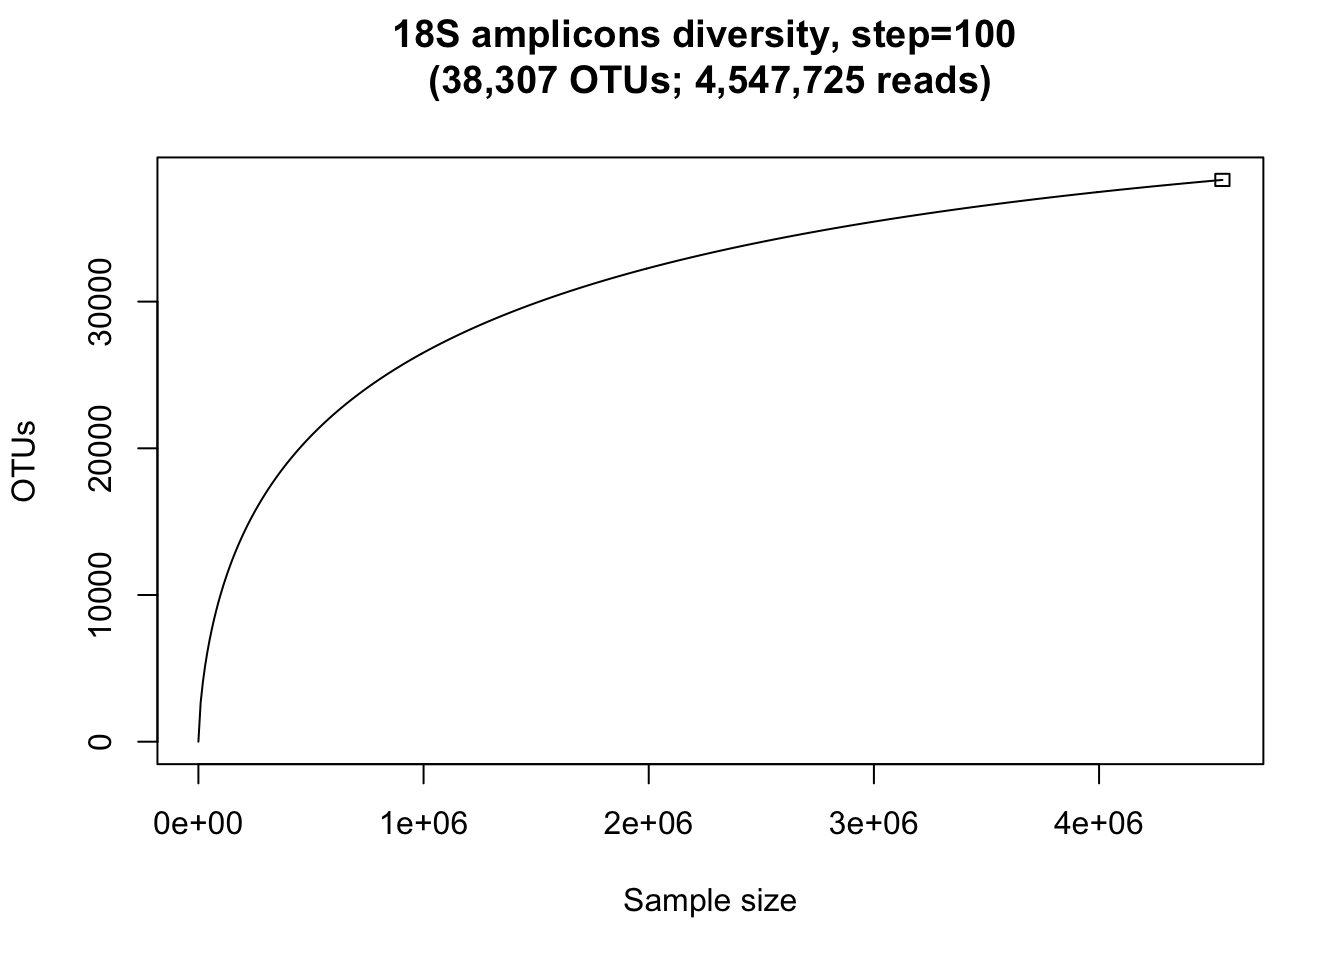 18S amplicons diversity, step=100
(38,307 OTUs; 4,547,725 reads)
30000
20000
10000
0
OTUs
0e+00 1e+06 2e+06 3e+06 4e+06
Sample size